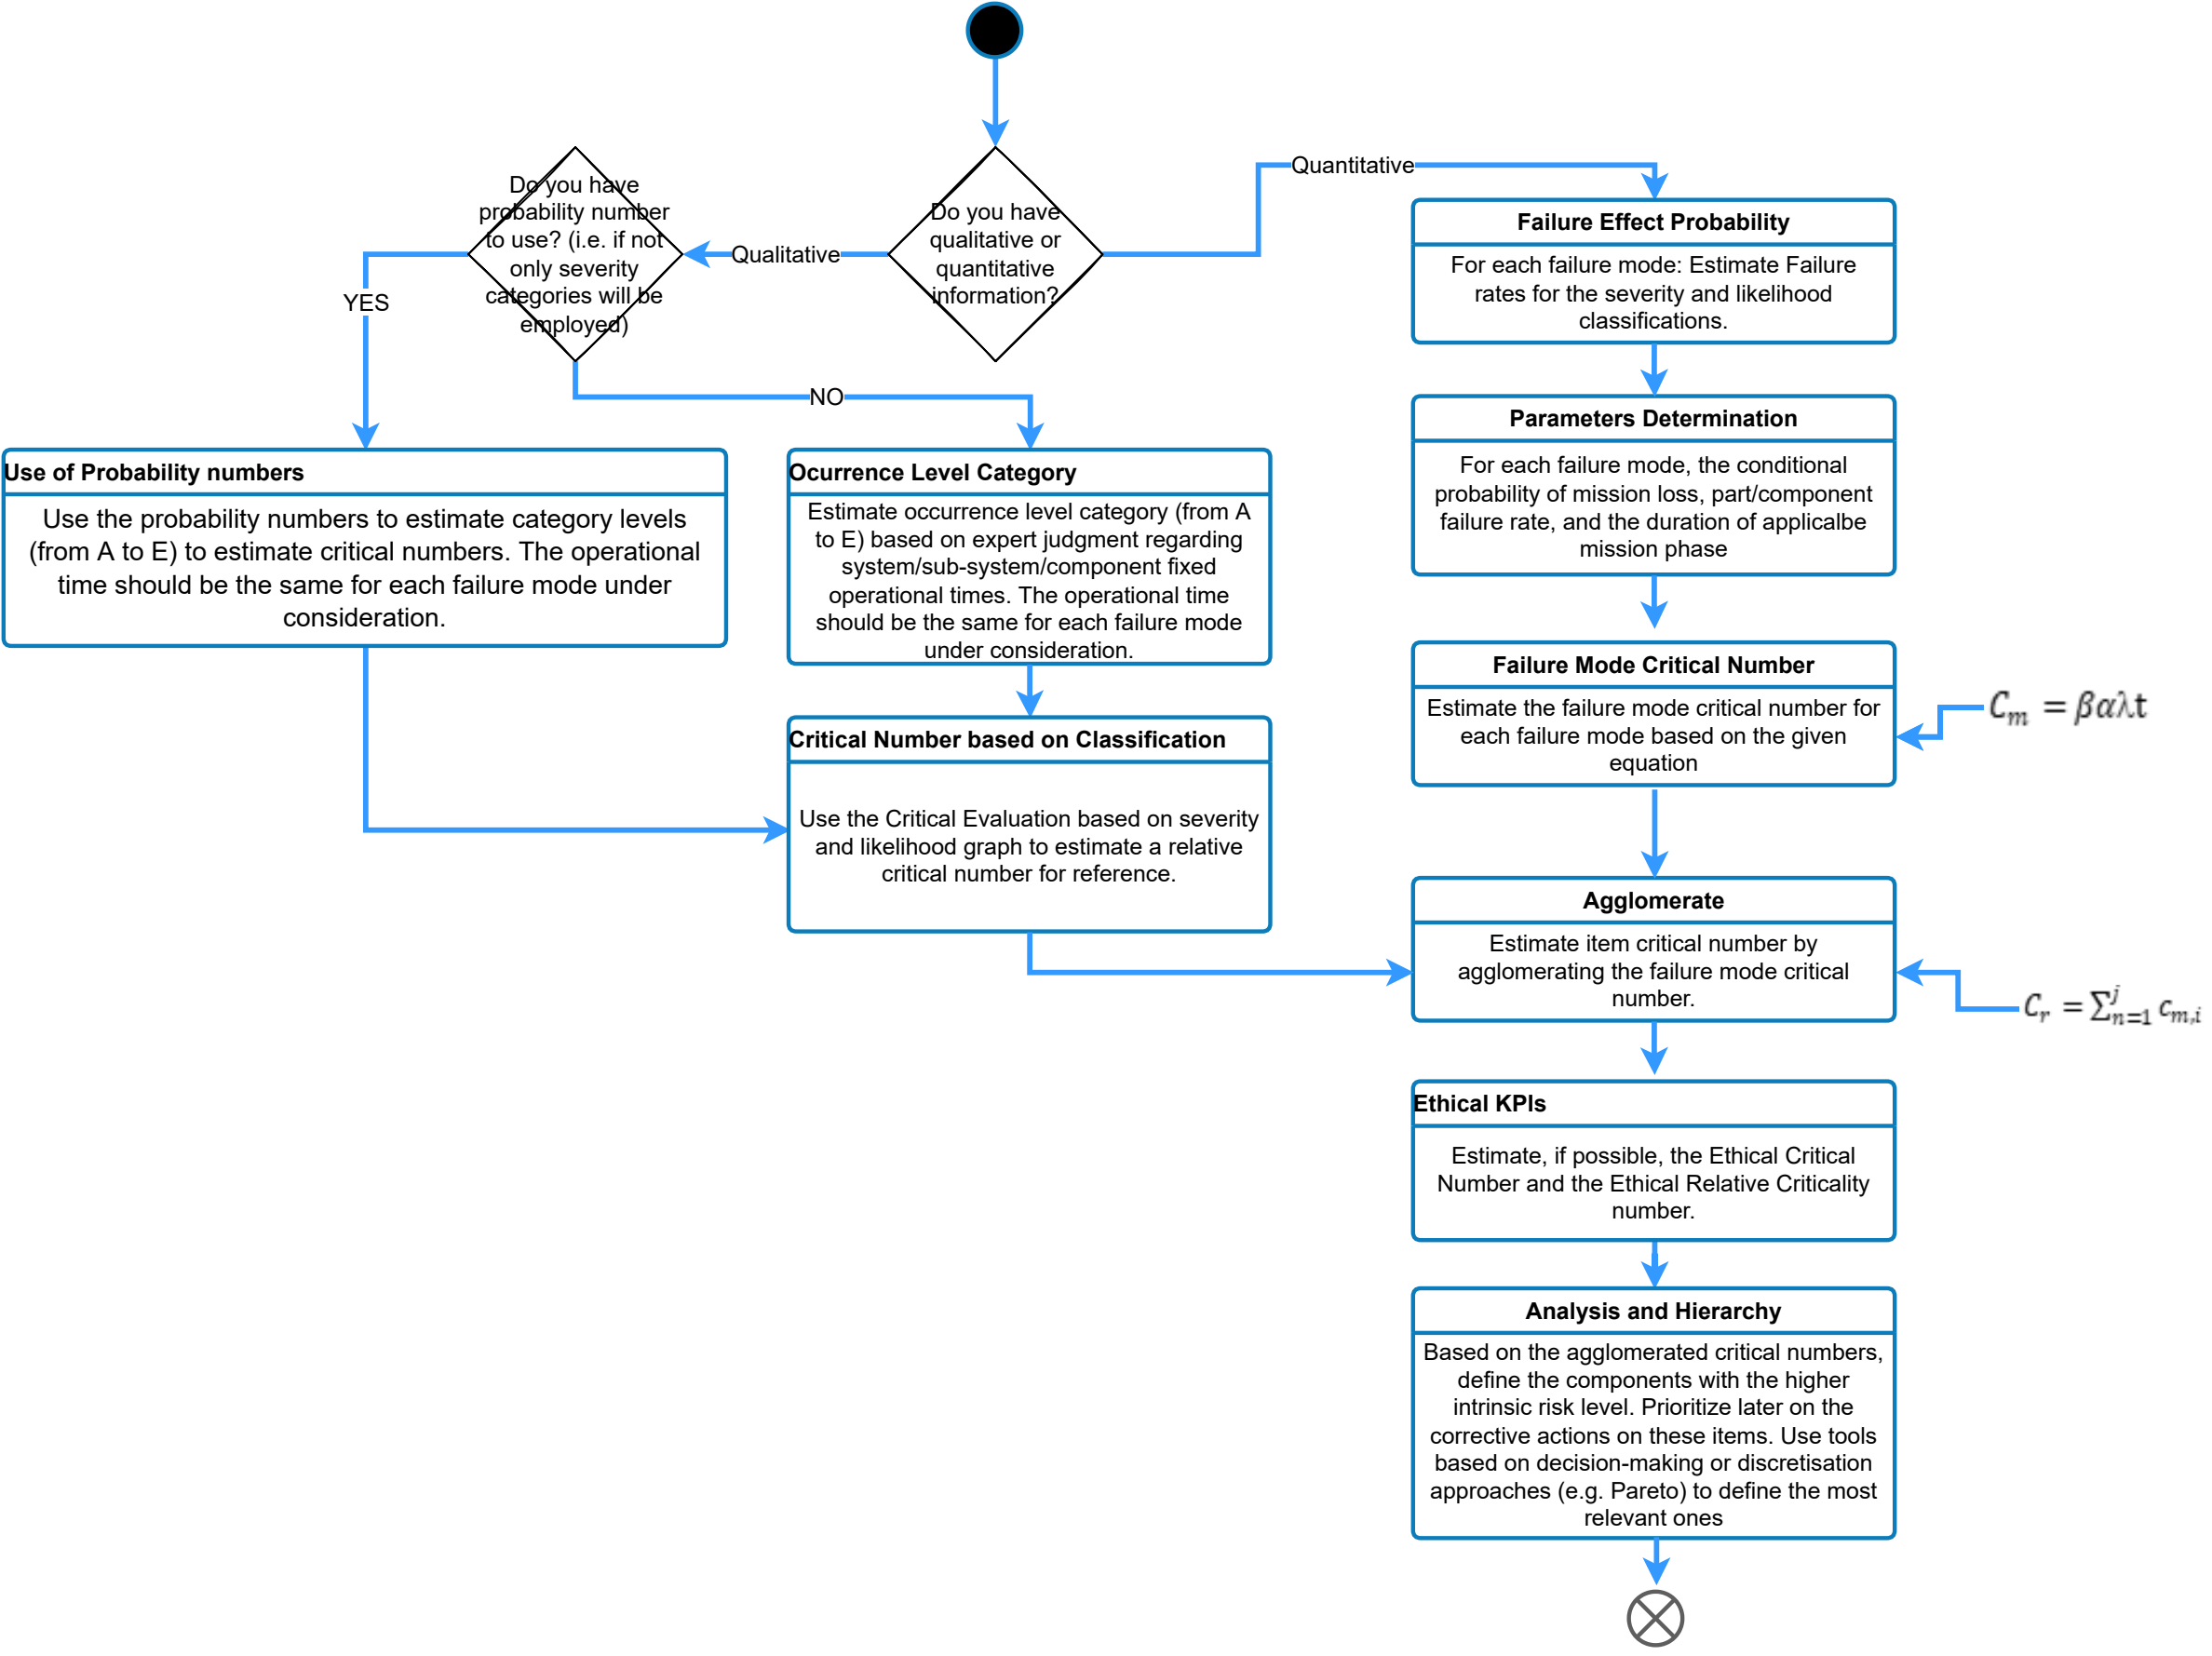 Do you have
qualitative or
quantitative
information?
Qualitative
Quantitative
Do you have
probability number
to use? (i.e. if not
only severity
categories will be
employed)
YES
NO
Use of Probability numbers
Use the probability numbers to estimate category levels
(from A to E) to estimate critical numbers. The operational
time should be the same for each failure mode under
consideration.
Ocurrence Level Category
Estimate occurrence level category (from A
to E) based on expert judgment regarding
system/sub-system/component fixed
operational times. The operational time
should be the same for each failure mode
under consideration.
Critical Number based on Classification
Use the Critical Evaluation based on severity
and likelihood graph to estimate a relative
critical number for reference.
Failure Effect Probability
For each failure mode: Estimate Failure
rates for the severity and likelihood
classifications.
Parameters Determination
For each failure mode, the conditional
probability of mission loss, part/component
failure rate, and the duration of applicalbe
mission phase
Failure Mode Critical Number
Estimate the failure mode critical number for
each failure mode based on the given
equation
C_m = βαλt
Agglomerate
Estimate item critical number by
agglomerating the failure mode critical
number.
C_r = ∑_{n=1}^{j} c_{m,i}
Ethical KPIs
Estimate, if possible, the Ethical Critical
Number and the Ethical Relative Criticality
number.
Analysis and Hierarchy
Based on the agglomerated critical numbers,
define the components with the higher
intrinsic risk level. Prioritize later on the
corrective actions on these items. Use tools
based on decision-making or discretisation
approaches (e.g. Pareto) to define the most
relevant ones